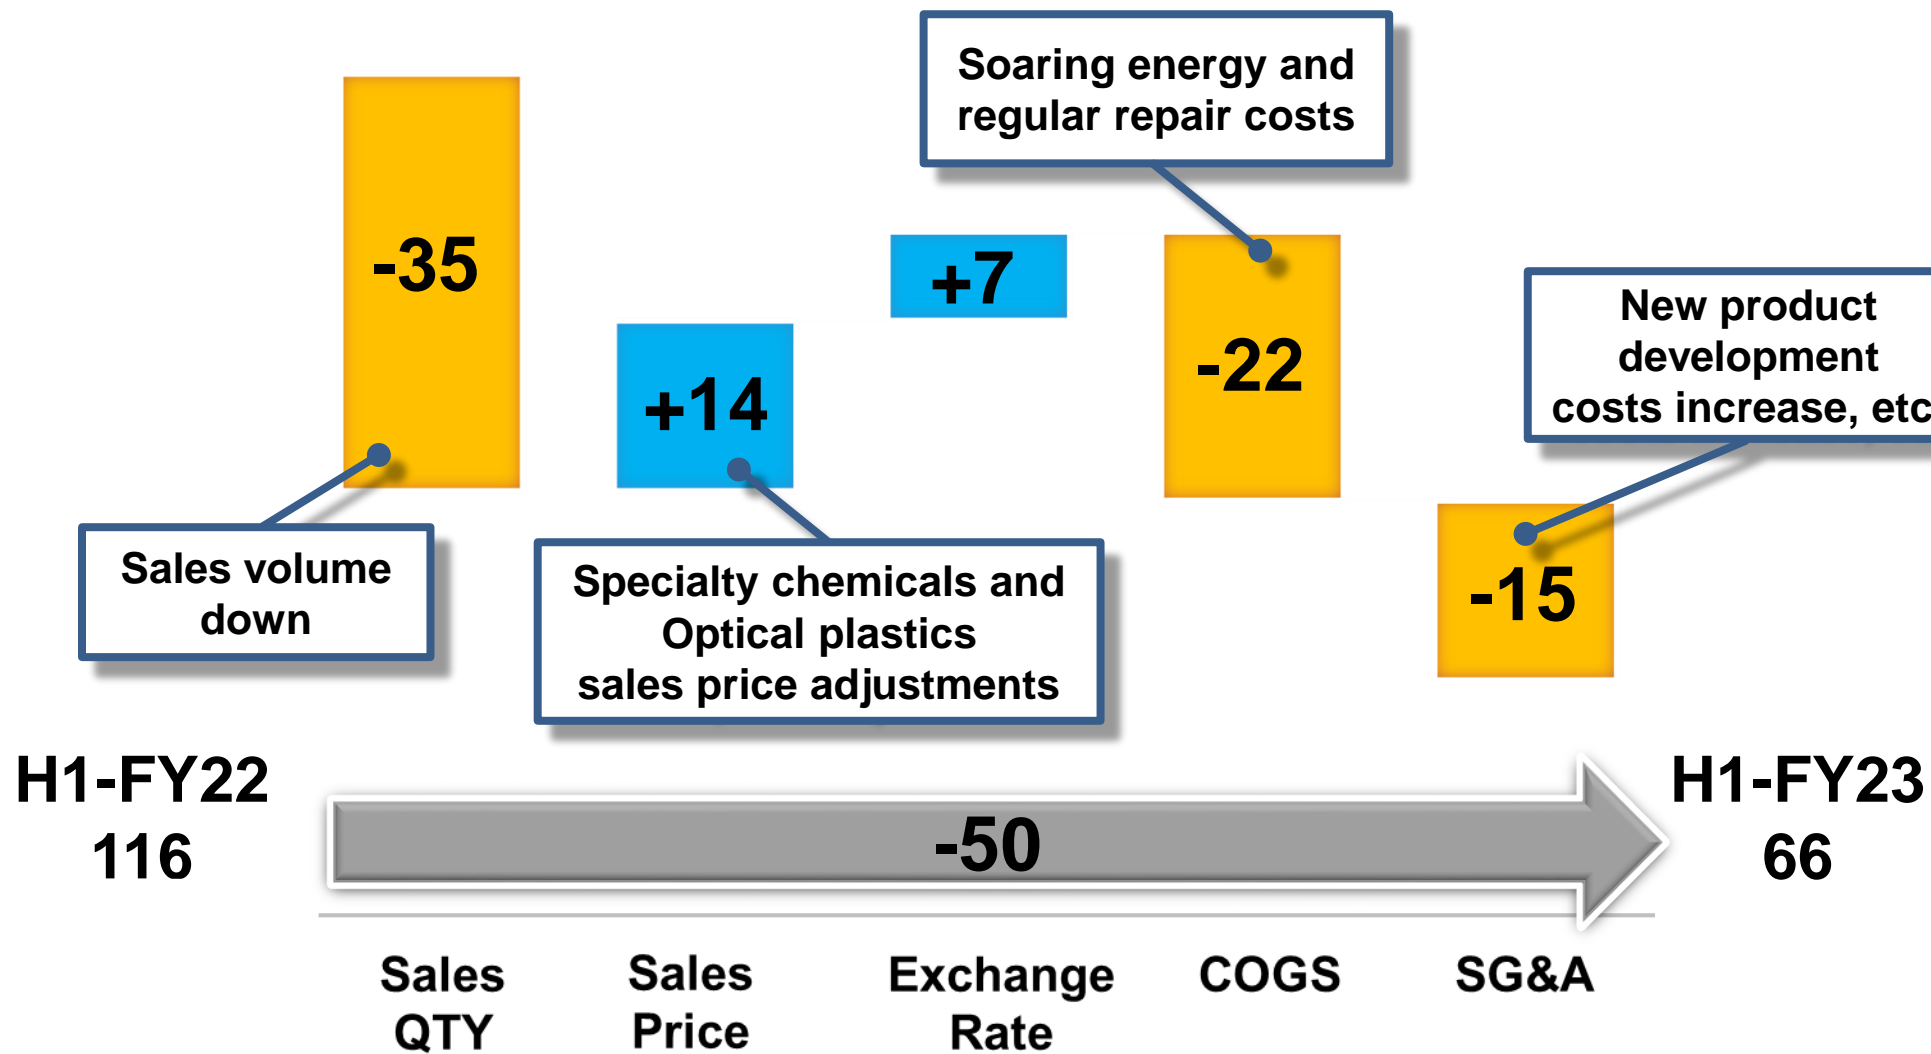 Soaring energy and
regular repair costs
-35
+7
New product
development
costs increase, etc
-22
+14
Sales volume
down
Specialty chemicals and
Optical plastics
sales price adjustments
-15
H1-FY22
116
-50
H1-FY23
66
Sales
QTY
Sales
Price
Exchange
Rate
COGS
SG&A